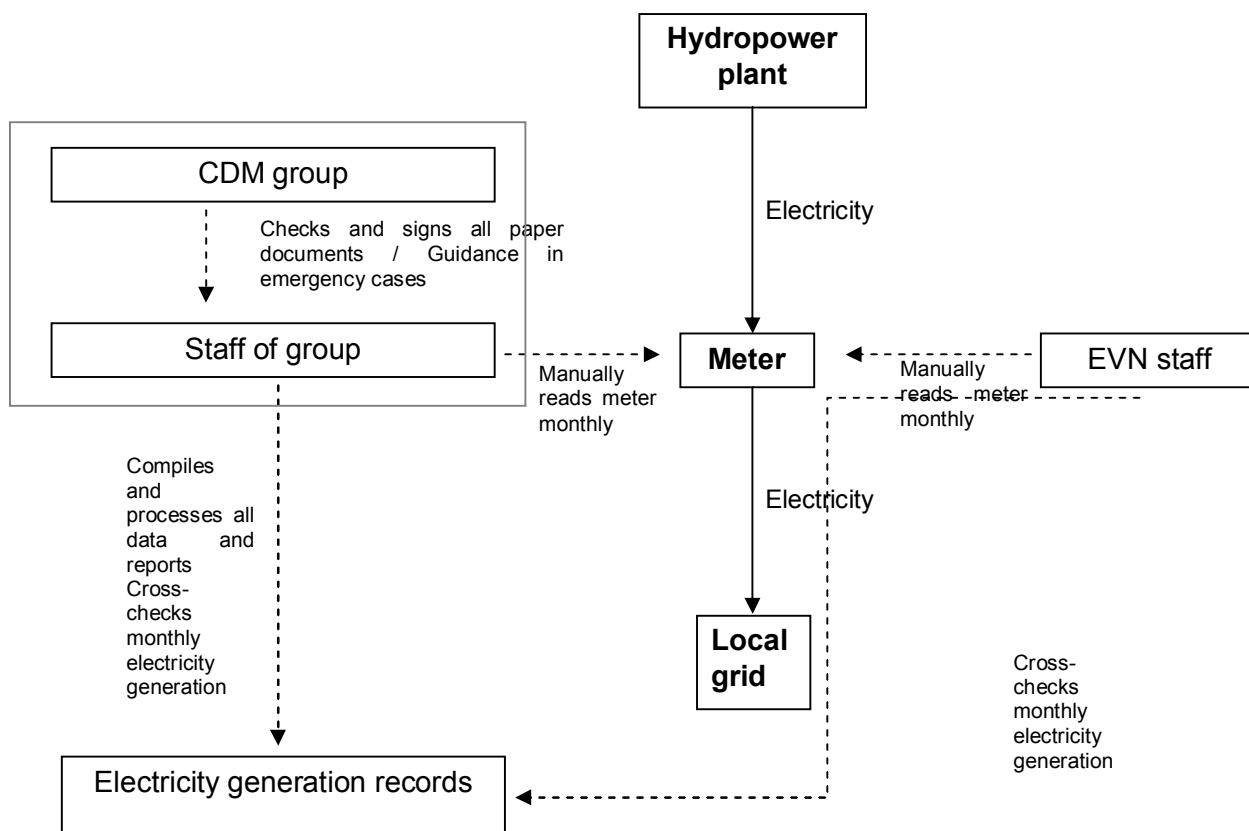 Hydropower
plant
CDM group
Checks and signs all paper
documents / Guidance in
emergency cases
Electricity
Staff of group
Manually
reads meter
monthly
Meter
Manually
reads meter
monthly
EVN staff
Compiles
and
processes all
data and
reports
Cross-
checks
monthly
electricity
generation
Electricity
Local
grid
Cross-
checks
monthly
electricity
generation
Electricity generation records